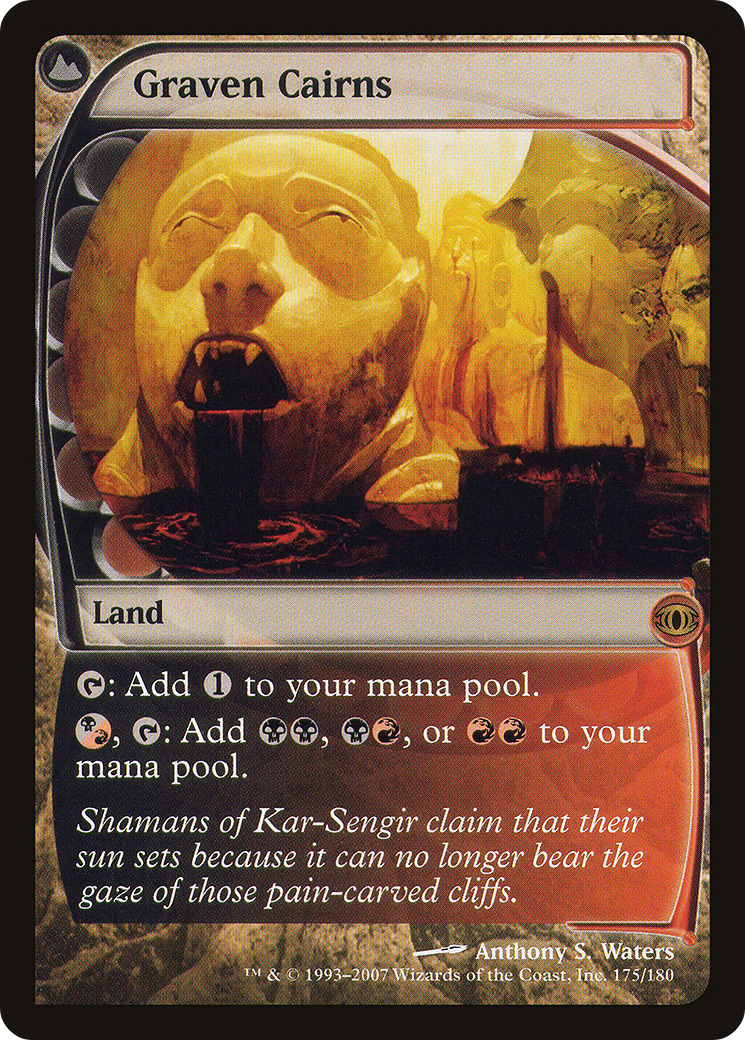 Graven Cairns
Land
: Add 1 to your mana pool.
, : Add , , or to your
mana pool.
Shamans of Kar-Sengir claim that their
sun sets because it can no longer bear the
gaze of those pain-carved cliffs.
Anthony S. Waters
™ & © 1993–2007 Wizards of the Coast, Inc. 175/180